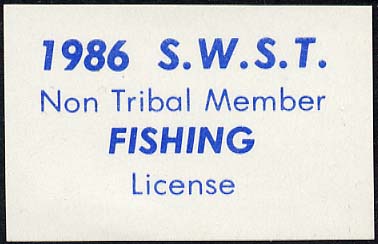 1986 S.W.S.T.
Non Tribal Member
FISHING
License